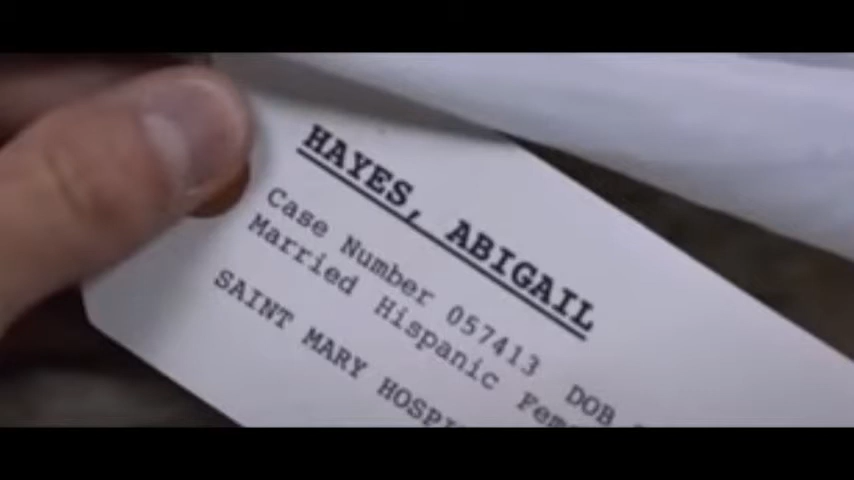 HAYES, ABIGAIL
Case Number 057413 DOB
Married Hispanic
SAINT MARY